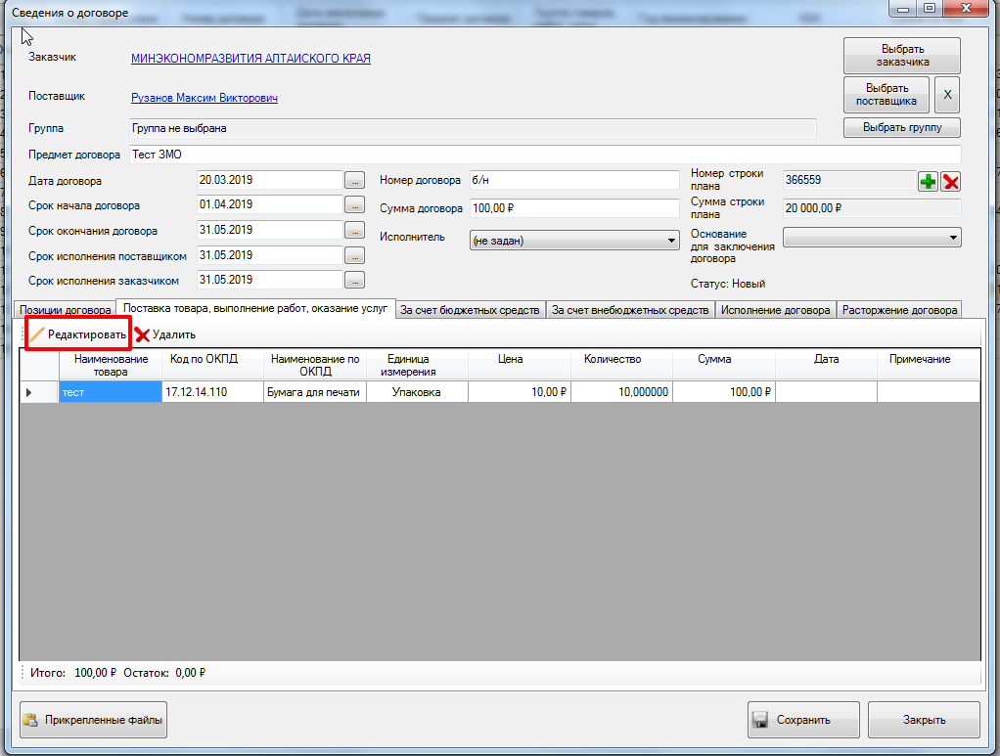 Сведения о договоре
Заказчик
МИНЭКОНОМРАЗВИТИЯ АЛТАЙСКОГО КРАЯ
Выбрать
заказчика
Поставщик
Рузанов Максим Викторович
Выбрать
поставщика
X
Группа
Группа не выбрана
Выбрать группу
Предмет договора
Тест ЗМО
Дата договора
20.03.2019
...
Номер договора
б/н
Номер строки
плана
366559
Срок начала договора
01.04.2019
...
Сумма договора
100,00 ₽
Сумма строки
плана
20 000,00 ₽
Срок окончания договора
31.05.2019
...
Исполнитель
(не задан)
Основание
для заключения
договора
Срок исполнения поставщиком
31.05.2019
...
Срок исполнения заказчиком
31.05.2019
...
Статус: Новый
Позиции договора
Поставка товара, выполнение работ, оказание услуг
За счет бюджетных средств
За счет внебюджетных средств
Исполнение договора
Расторжение договора
Редактировать
Удалить
Наименование
товара
Код по ОКПД
Наименование по
ОКПД
Единица
измерения
Цена
Количество
Сумма
Дата
Примечание
тест
17.12.14.110
Бумага для печати
Упаковка
10,00 ₽
10,000000
100,00 ₽
Итого: 100,00 ₽ Остаток: 0,00 ₽
Прикрепленные файлы
Сохранить
Закрыть